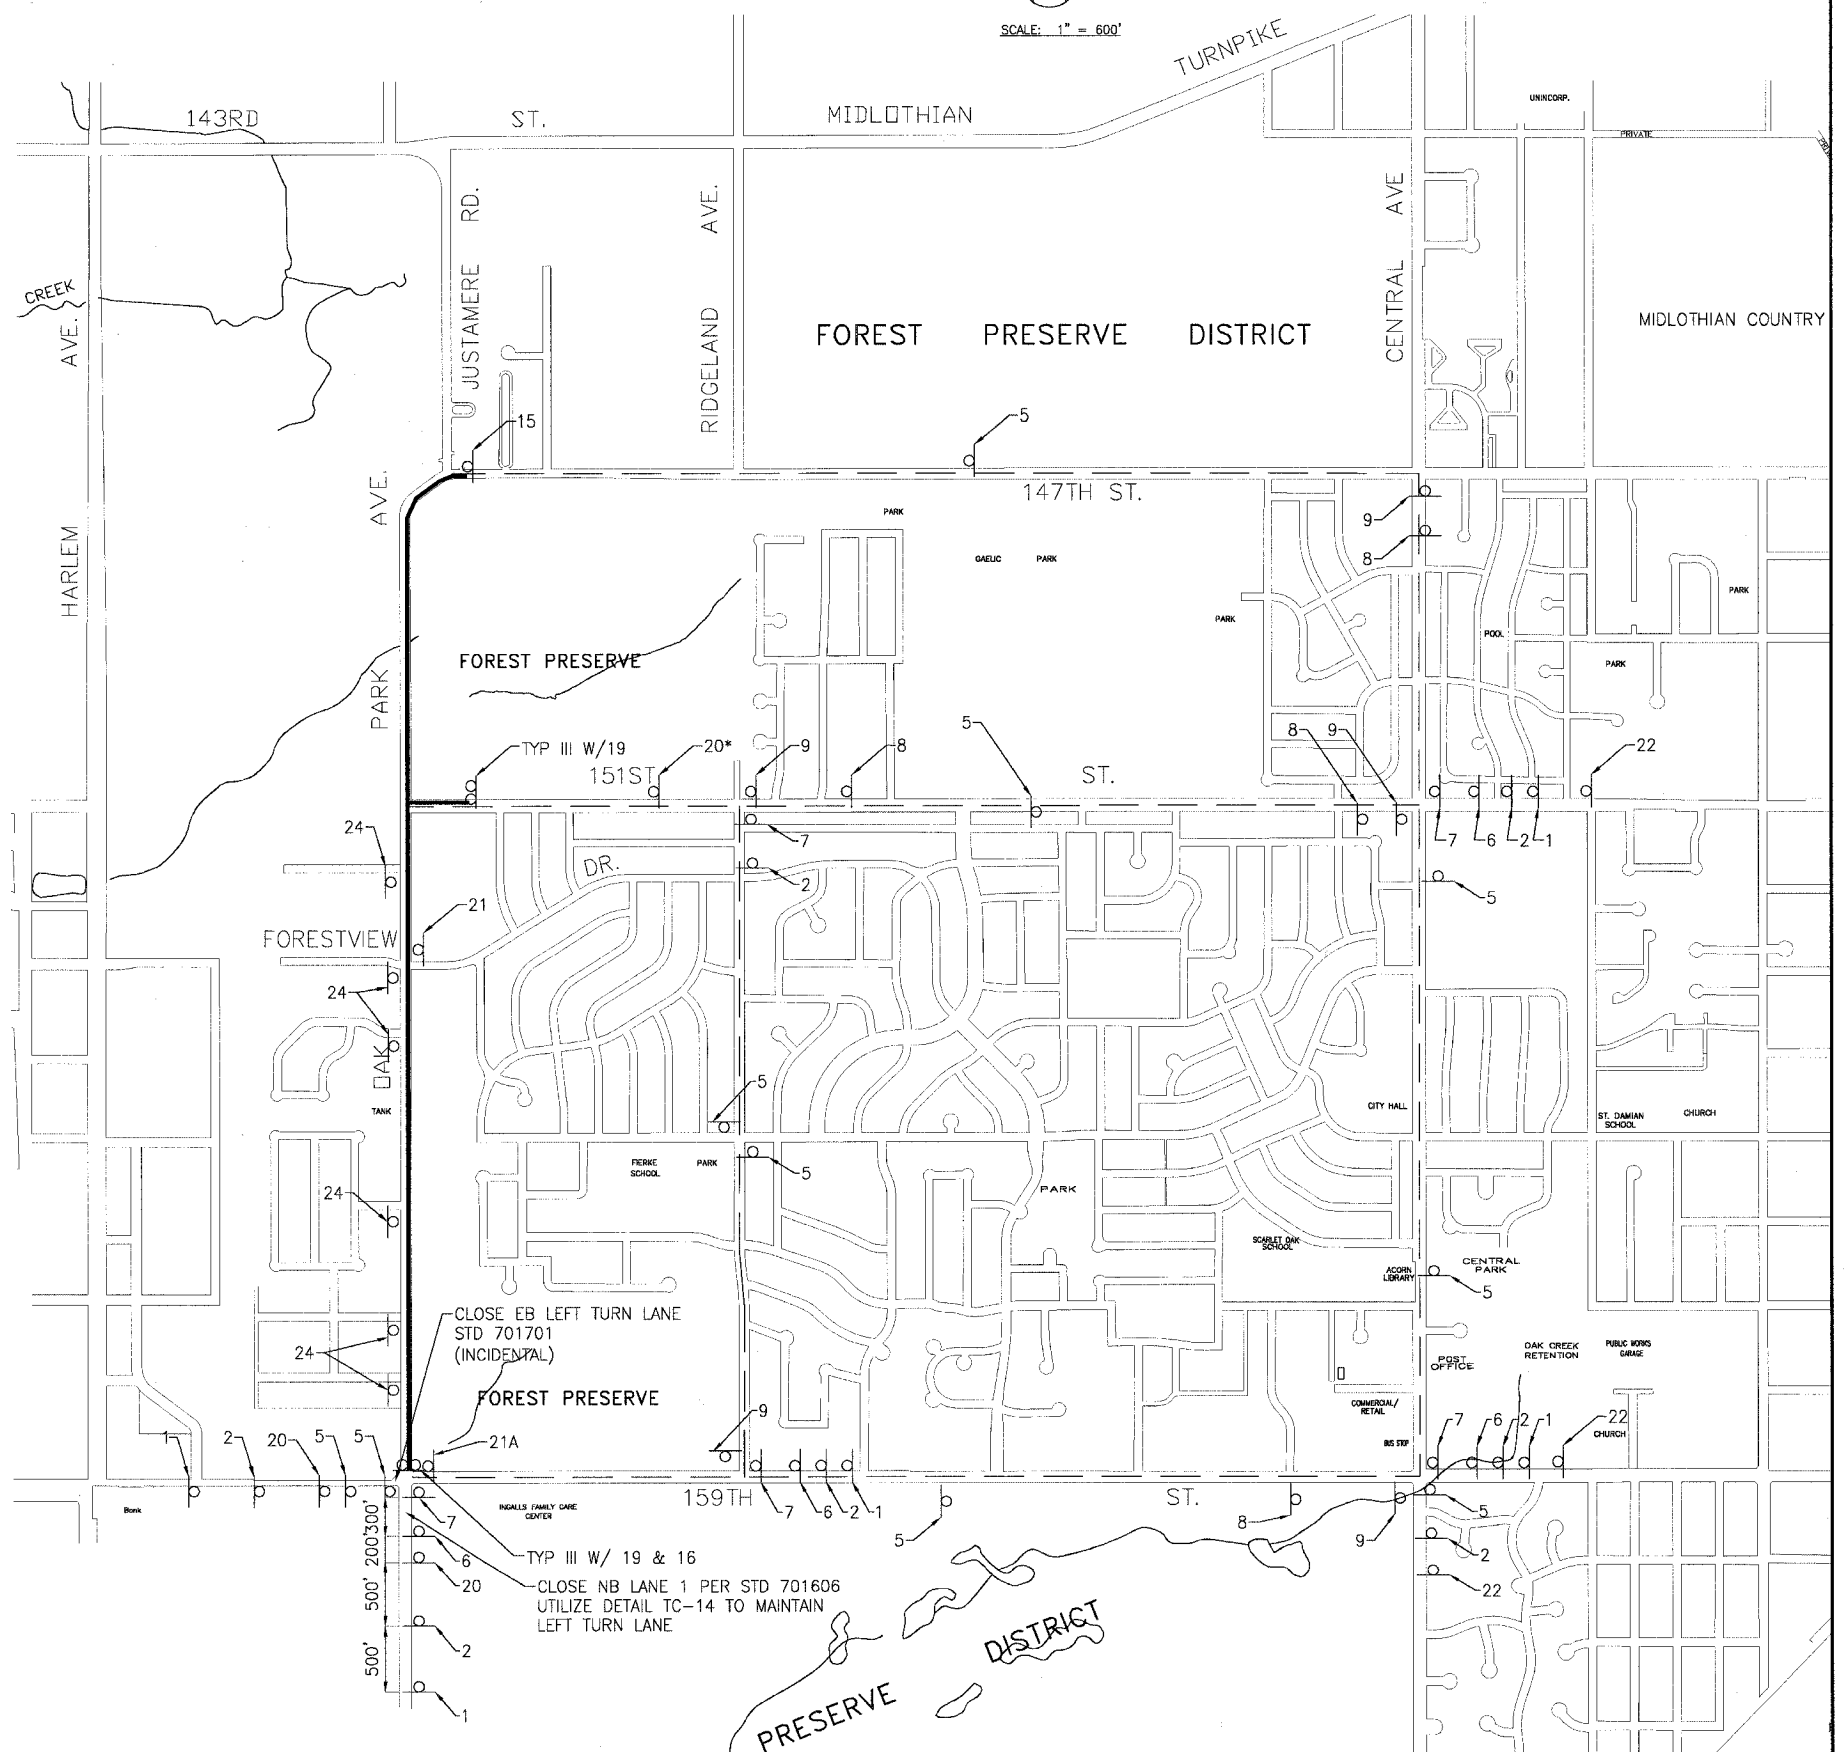 SCALE: 1" = 600'
TURNPIKE
143RD
ST.
MIDLOTHIAN
UNINCORP.
PRIVATE
JUSTAMERE RD.
RIDGELAND AVE.
CENTRAL AVE
CREEK
HARLEM AVE.
FOREST PRESERVE DISTRICT
MIDLOTHIAN COUNTRY
15
5
147TH ST.
9
8
PARK
GAELIC PARK
PARK
PARK
POOL
PARK
OAK PARK AVE.
FOREST PRESERVE
TYP III W/19
20*
9
8
5
8
9
22
151ST
ST.
7
6
2
1
24
7
DR.
2
5
21
FORESTVIEW
24
TANK
5
CITY HALL
ST. DAMIAN
SCHOOL
CHURCH
FIERKE
SCHOOL
PARK
5
PARK
24
SCARLET OAK
SCHOOL
ACORN
LIBRARY
CENTRAL
PARK
5
CLOSE EB LEFT TURN LANE
STD 701701
(INCIDENTAL)
24
OAK CREEK
RETENTION
PUBLIC WORKS
GARAGE
POST
OFFICE
FOREST PRESERVE
COMMERCIAL/
RETAIL
BUS STOP
9
21A
1
2
20
5
5
7
6
2
1
22
CHURCH
Bank
INGALLS FAMILY CARE
CENTER
159TH
ST.
7
6
2
1
5
8
9
5
2
22
300'
200'
500'
500'
7
6
20
2
1
TYP III W/ 19 & 16
CLOSE NB LANE 1 PER STD 701606
UTILIZE DETAIL TC-14 TO MAINTAIN
LEFT TURN LANE
PRESERVE
DISTRICT